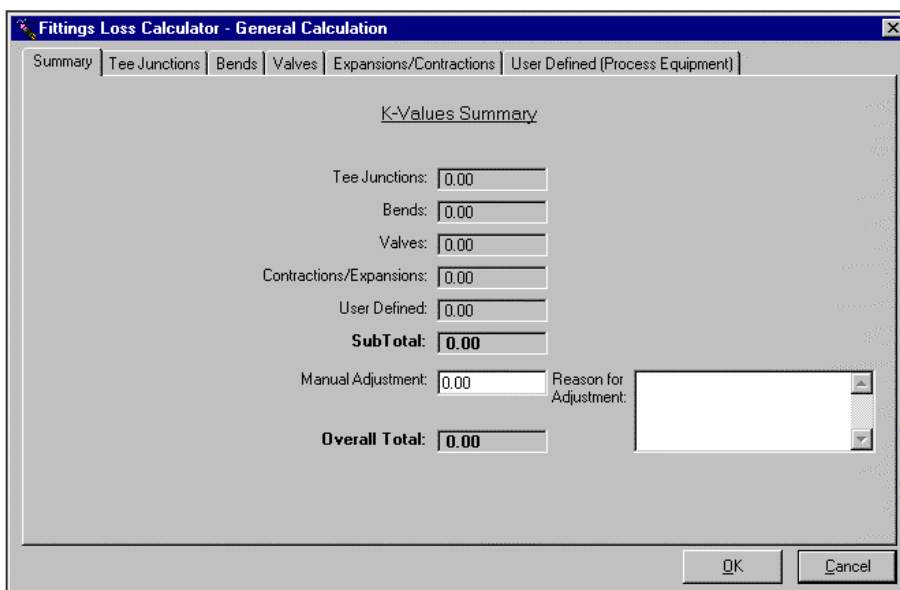 Fittings Loss Calculator - General Calculation
Summary Tee Junctions Bends Valves Expansions/Contractions User Defined (Process Equipment)
K-Values Summary
Tee Junctions: 0.00
Bends: 0.00
Valves: 0.00
Contractions/Expansions: 0.00
User Defined: 0.00
SubTotal: 0.00
Manual Adjustment: 0.00 Reason for
Adjustment:
Overall Total: 0.00
OK Cancel